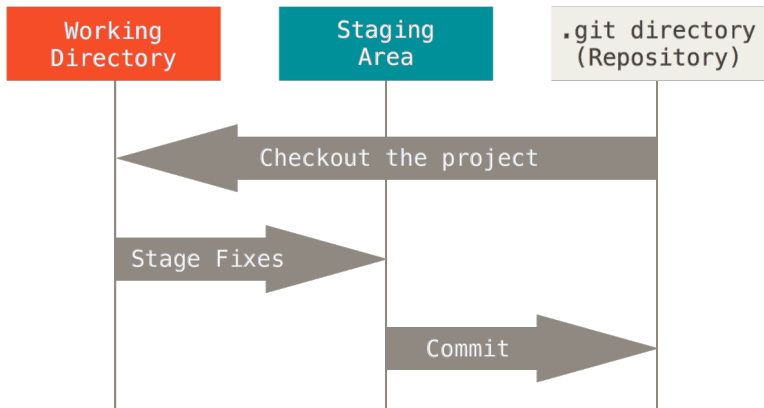 Working
Directory
Staging
Area
.git directory
(Repository)
Checkout the project
Stage Fixes
Commit